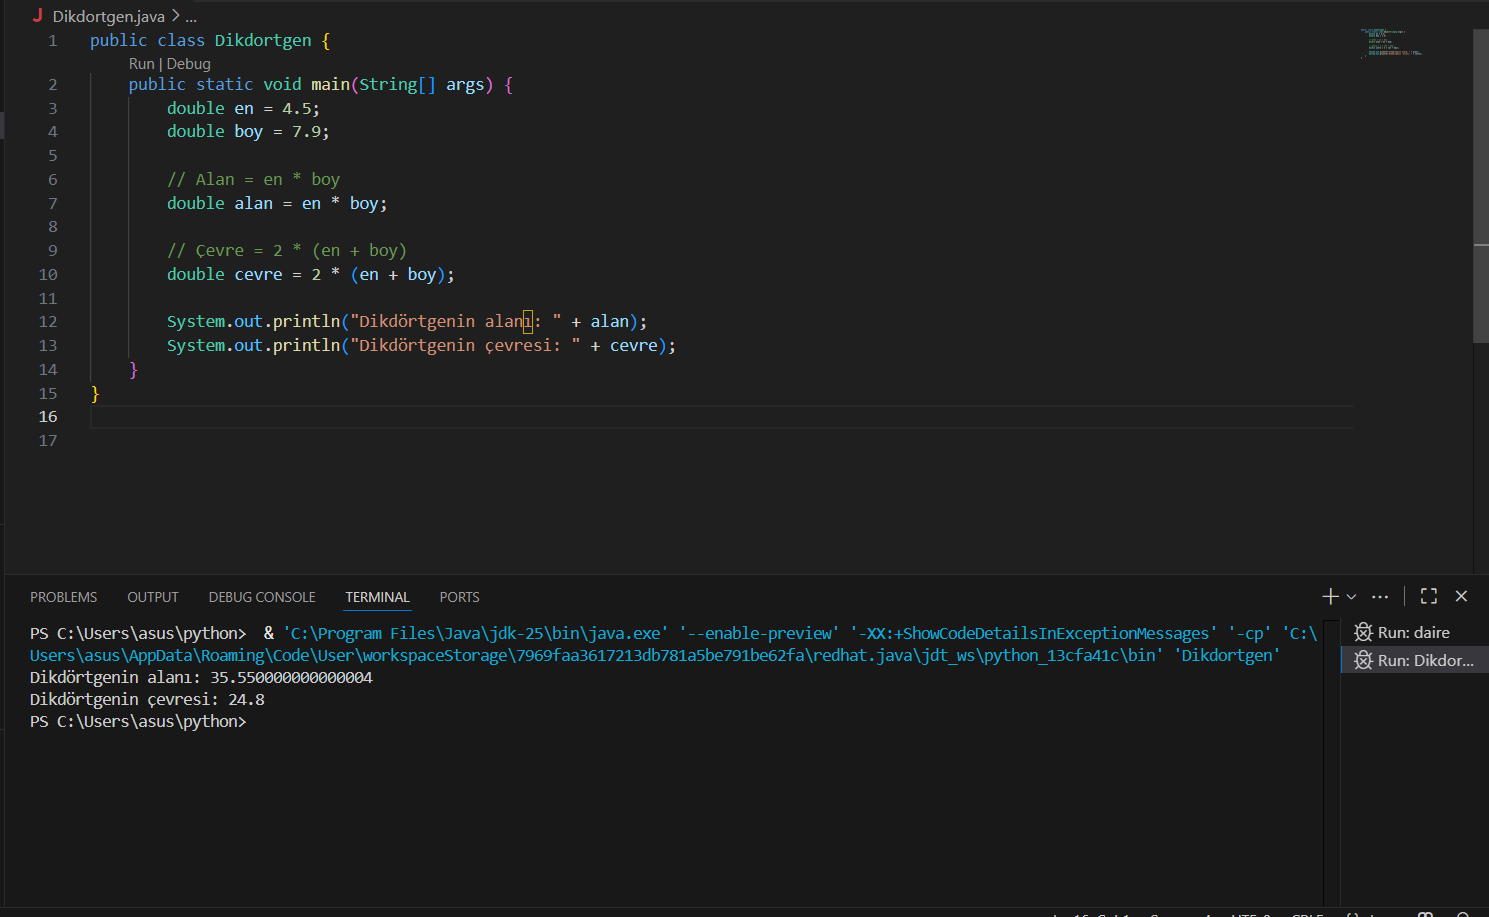 J Dikdortgen.java > ...
1 public class Dikdortgen {
Run | Debug
2 public static void main(String[] args) {
3 double en = 4.5;
4 double boy = 7.9;
5
6 // Alan = en * boy
7 double alan = en * boy;
8
9 // Çevre = 2 * (en + boy)
10 double cevre = 2 * (en + boy);
11
12 System.out.println("Dikdörtgenin alanı: " + alan);
13 System.out.println("Dikdörtgenin çevresi: " + cevre);
14 }
15 }
16
17
PROBLEMS OUTPUT DEBUG CONSOLE TERMINAL PORTS
PS C:\Users\asus\python>  & 'C:\Program Files\Java\jdk-25\bin\java.exe' '--enable-preview' '-XX:+ShowCodeDetailsInExceptionMessages' '-cp' 'C:\
Users\asus\AppData\Roaming\Code\User\workspaceStorage\7969faa3617213db781a5be791be62fa\redhat.java\jdt_ws\python_13cfa41c\bin' 'Dikdortgen'
Dikdörtgenin alanı: 35.550000000000004
Dikdörtgenin çevresi: 24.8
PS C:\Users\asus\python>
Run: daire
Run: Dikdor...